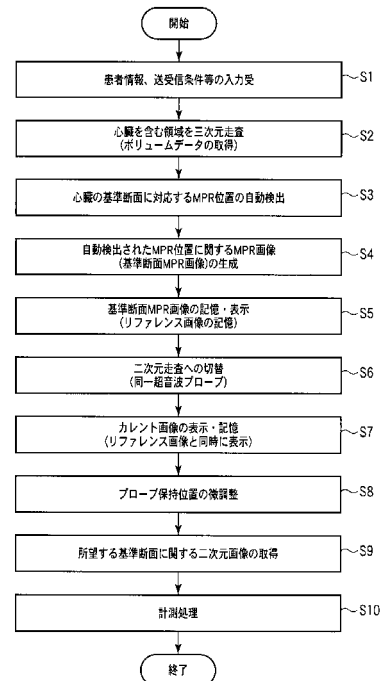 開始
患者情報、送受信条件等の入力受
S1
心臓を含む領域を三次元走査
(ボリュームデータの取得)
S2
心臓の基準断面に対応するMPR位置の自動検出
S3
自動検出されたMPR位置に関するMPR画像
(基準断面MPR画像)の生成
S4
基準断面MPR画像の記憶・表示
(リファレンス画像の記憶)
S5
二次元走査への切替
(同一超音波プローブ)
S6
カレント画像の表示・記憶
(リファレンス画像と同時に表示)
S7
プローブ保持位置の微調整
S8
所望する基準断面に関する二次元画像の取得
S9
計測処理
S10
終了